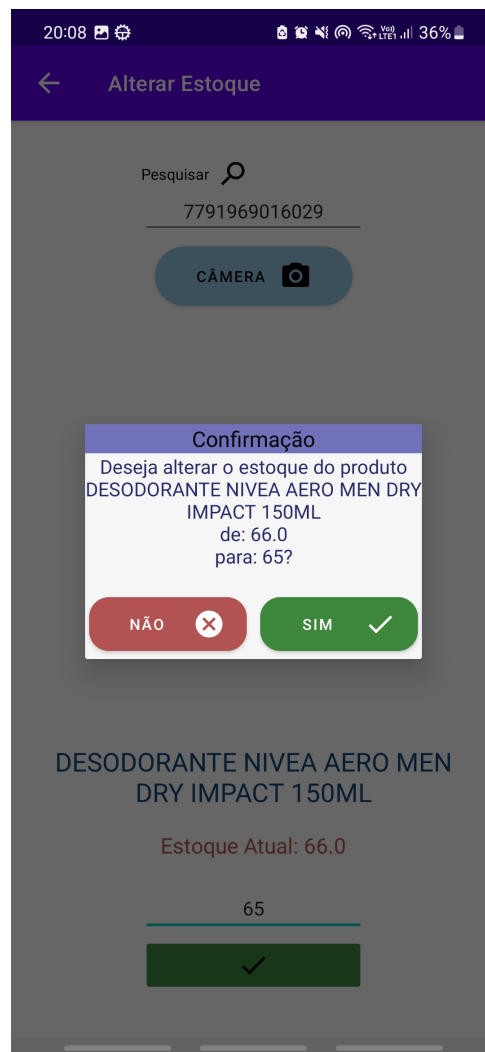 20:08 36%
Alterar Estoque
Pesquisar
7791969016029
CÂMERA
Confirmação
Deseja alterar o estoque do produto
DESODORANTE NIVEA AERO MEN DRY
IMPACT 150ML
de: 66.0
para: 65?
NÃO SIM
DESODORANTE NIVEA AERO MEN
DRY IMPACT 150ML
Estoque Atual: 66.0
65